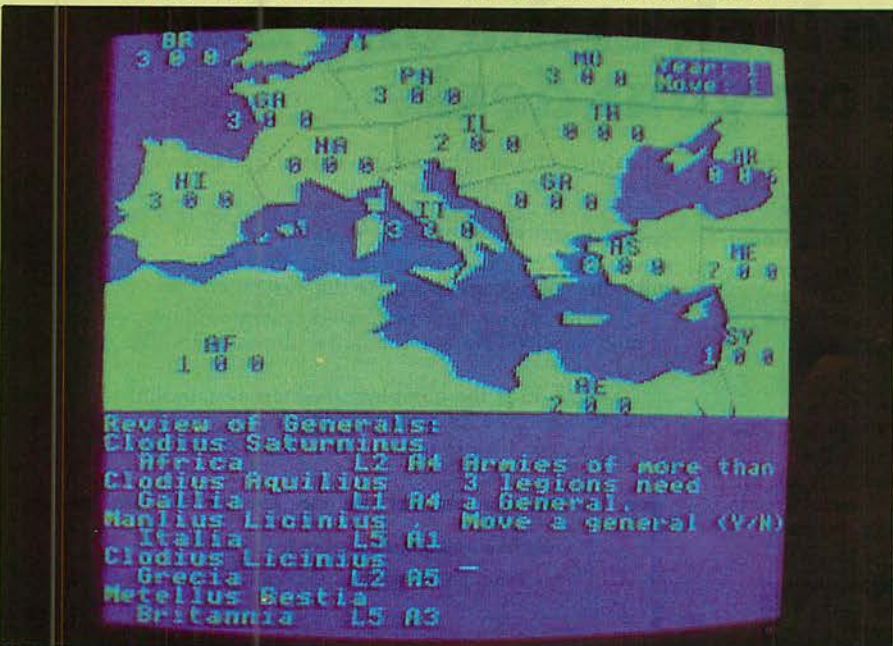 BR
3 0 0
MO
3 0 0
Year: 1
Move: 1
PA
3 0 0
GA
3 0 0
IL
2 0 0
TH
0 0 0
NA
0 0 0
AR
0 0 6
HI
3 0 0
GR
0 0 0
IT
3 0 0
AS
0 0 0
ME
2 0 0
AF
1 0 0
SY
1 0 0
AE
2 0 0
Review of Generals:
Clodius Saturninus
Africa L2 A4
Clodius Aquilius
Gallia L1 A4
Manlius Licinius
Italia L5 A1
Clodius Licinius
Grecia L2 A5
Metellus Bestia
Britannia L5 A3
Armies of more than
3 legions need
a General.
Move a general (Y/N)